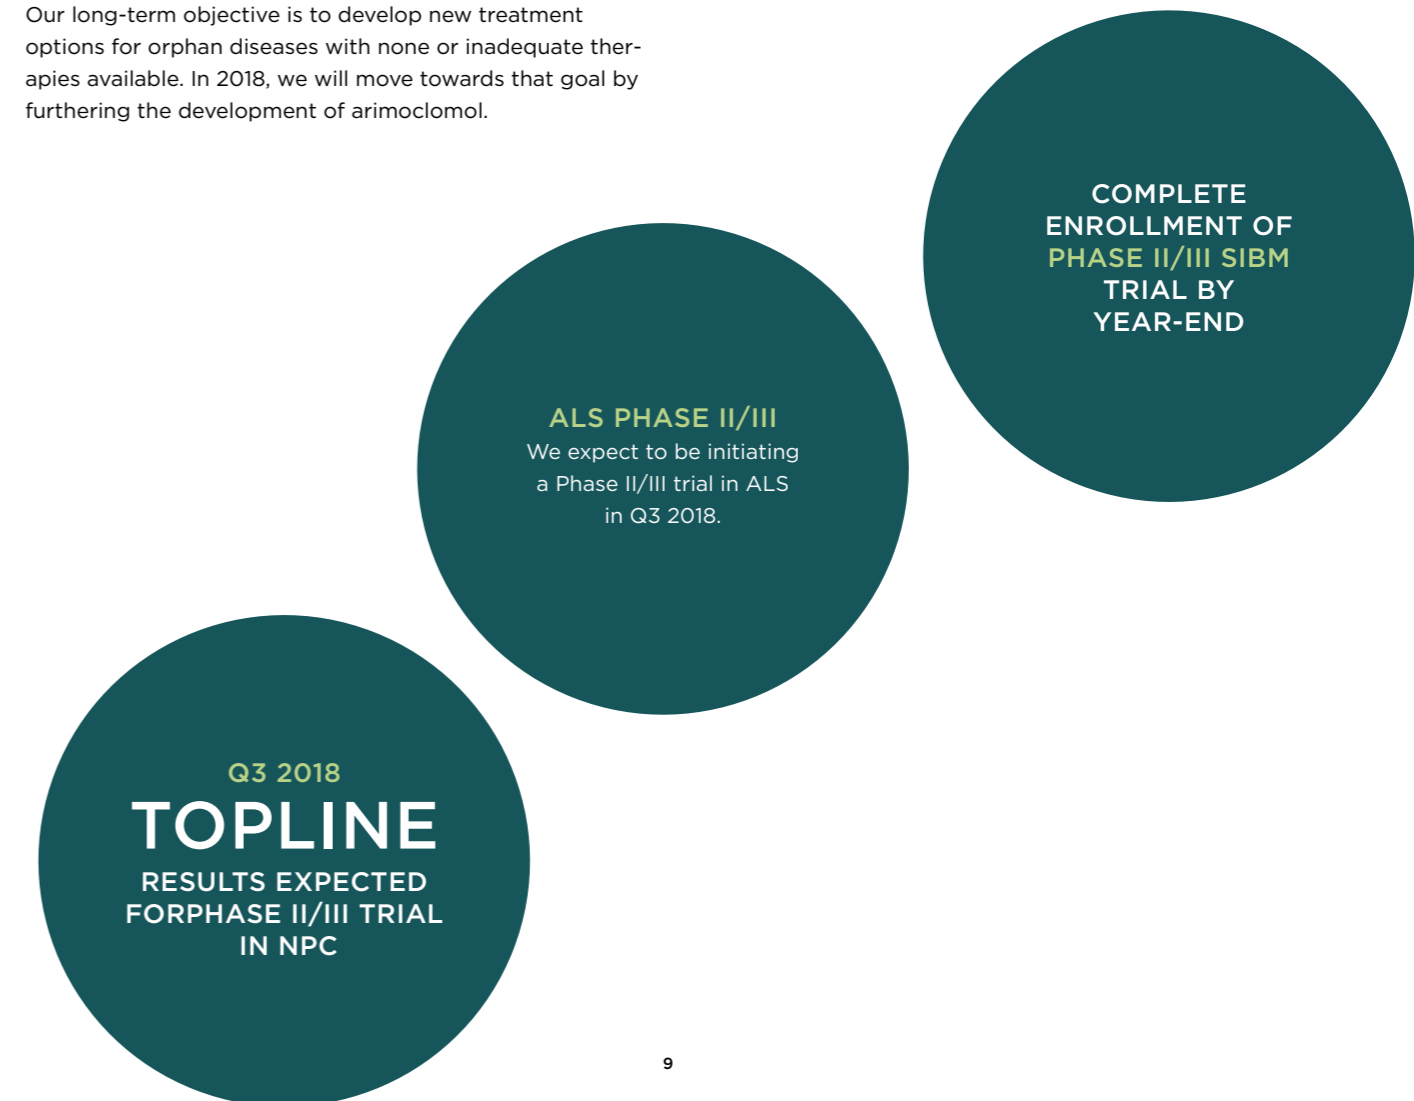 Our long-term objective is to develop new treatment
options for orphan diseases with none or inadequate ther-
apies available. In 2018, we will move towards that goal by
furthering the development of arimoclomol.
COMPLETE
ENROLLMENT OF
PHASE II/III SIBM
TRIAL BY
YEAR-END
ALS PHASE II/III
We expect to be initiating
a Phase II/III trial in ALS
in Q3 2018.
Q3 2018
TOPLINE
RESULTS EXPECTED
FORPHASE II/III TRIAL
IN NPC
9